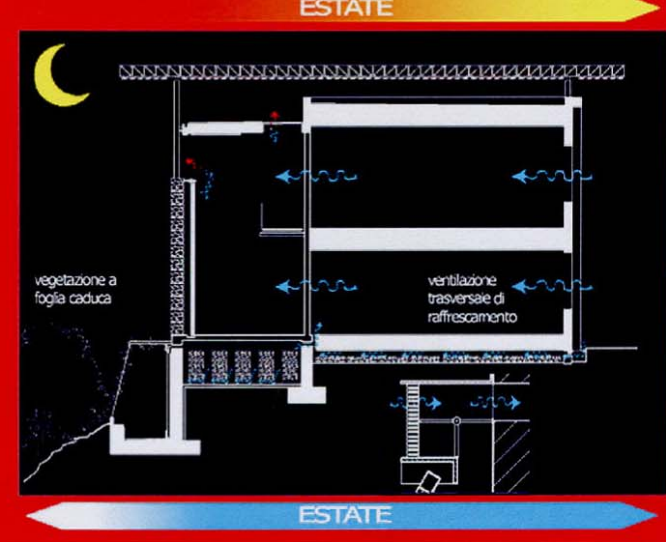 ESTATE
vegetazione a
foglia caduca
ventilazione
trasversale di
raffrescamento
ESTATE